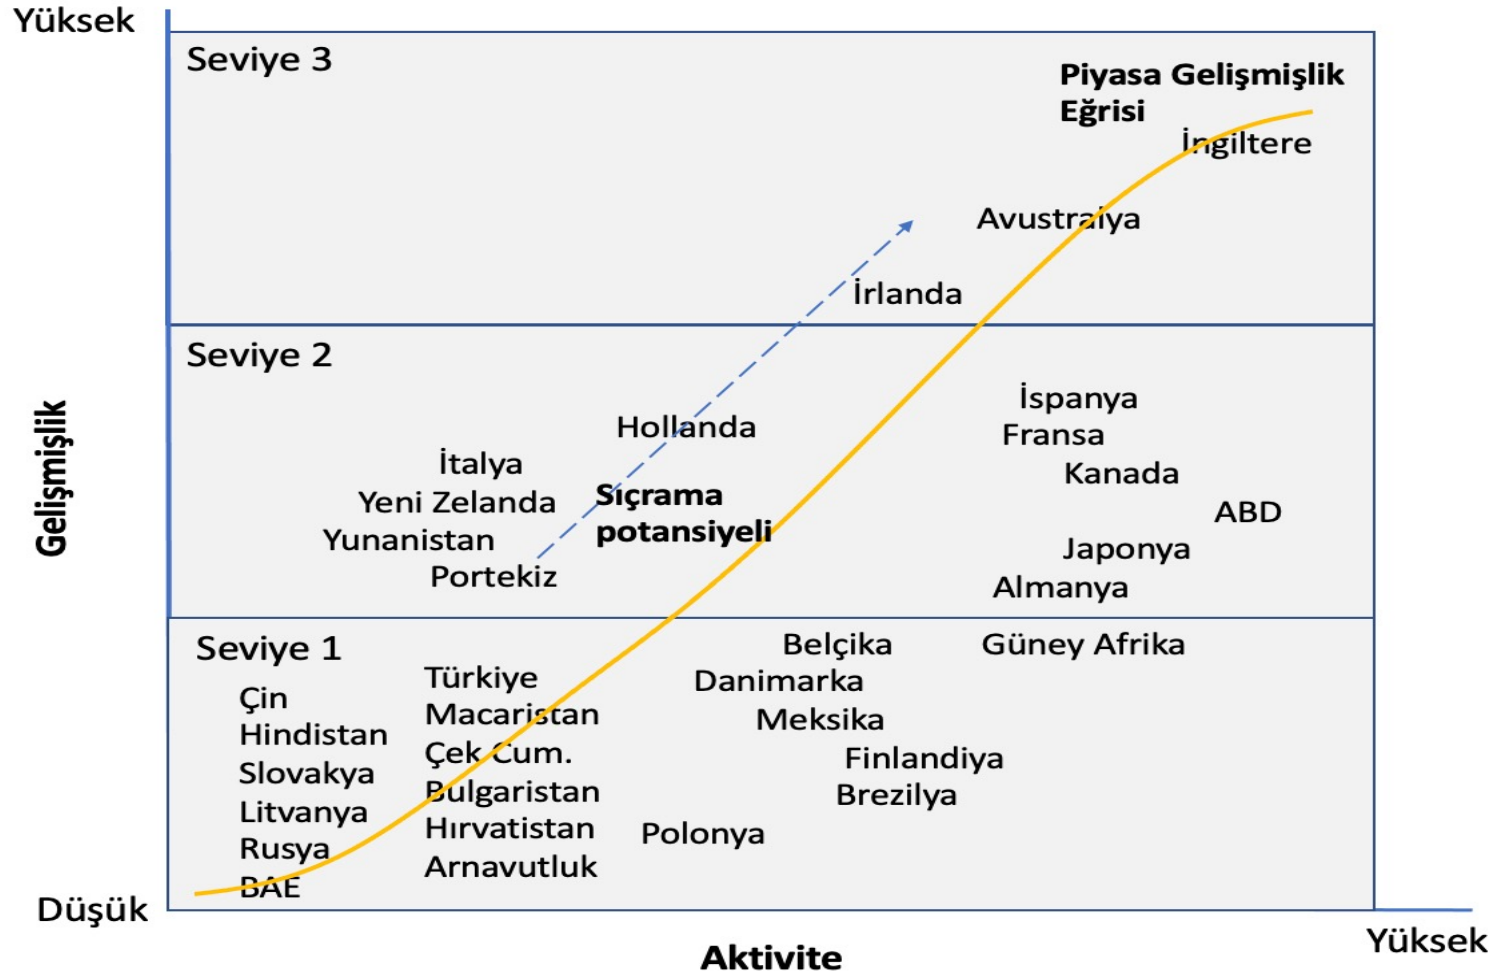 Yüksek
Seviye 3
Piyasa Gelişmişlik
Eğrisi
İngiltere
Avustralya
İrlanda
Seviye 2
İspanya
Hollanda
Fransa
İtalya
Kanada
Yeni Zelanda
Sıçrama
potansiyeli
ABD
Yunanistan
Japonya
Portekiz
Almanya
Gelişmişlik
Seviye 1
Belçika
Güney Afrika
Türkiye
Danimarka
Çin
Macaristan
Meksika
Hindistan
Çek Cum.
Finlandiya
Slovakya
Bulgaristan
Brezilya
Litvanya
Hırvatistan
Polonya
Rusya
Arnavutluk
BAE
Düşük
Aktivite
Yüksek